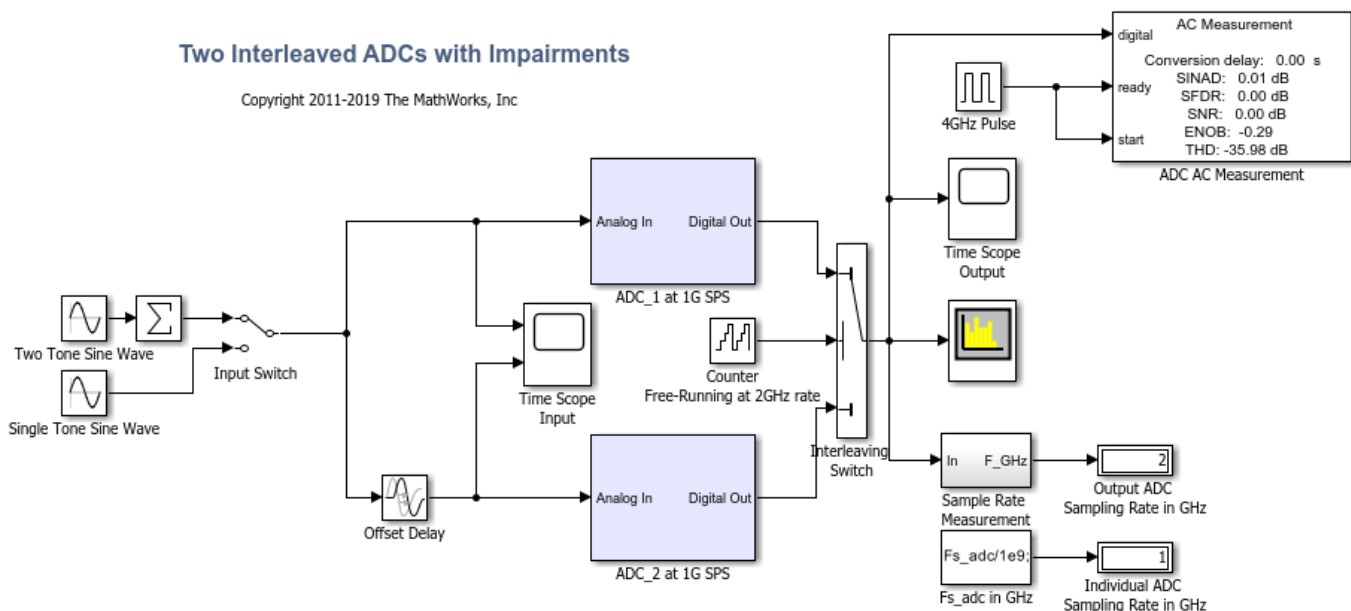 Two Interleaved ADCs with Impairments
Copyright 2011-2019 The MathWorks, Inc
AC Measurement
digital
ready
start
Conversion delay: 0.00 s
SINAD: 0.01 dB
SFDR: 0.00 dB
SNR: 0.00 dB
ENOB: -0.29
THD: -35.98 dB
ADC AC Measurement
4GHz Pulse
Time Scope
Output
Analog In
Digital Out
ADC_1 at 1G SPS
Two Tone Sine Wave
Input Switch
Single Tone Sine Wave
Time Scope
Input
Counter
Free-Running at 2GHz rate
Interleaving
Switch
Offset Delay
Analog In
Digital Out
ADC_2 at 1G SPS
In
F_GHz
Sample Rate
Measurement
2
Output ADC
Sampling Rate in GHz
Fs_adc/1e9;
Fs_adc in GHz
1
Individual ADC
Sampling Rate in GHz